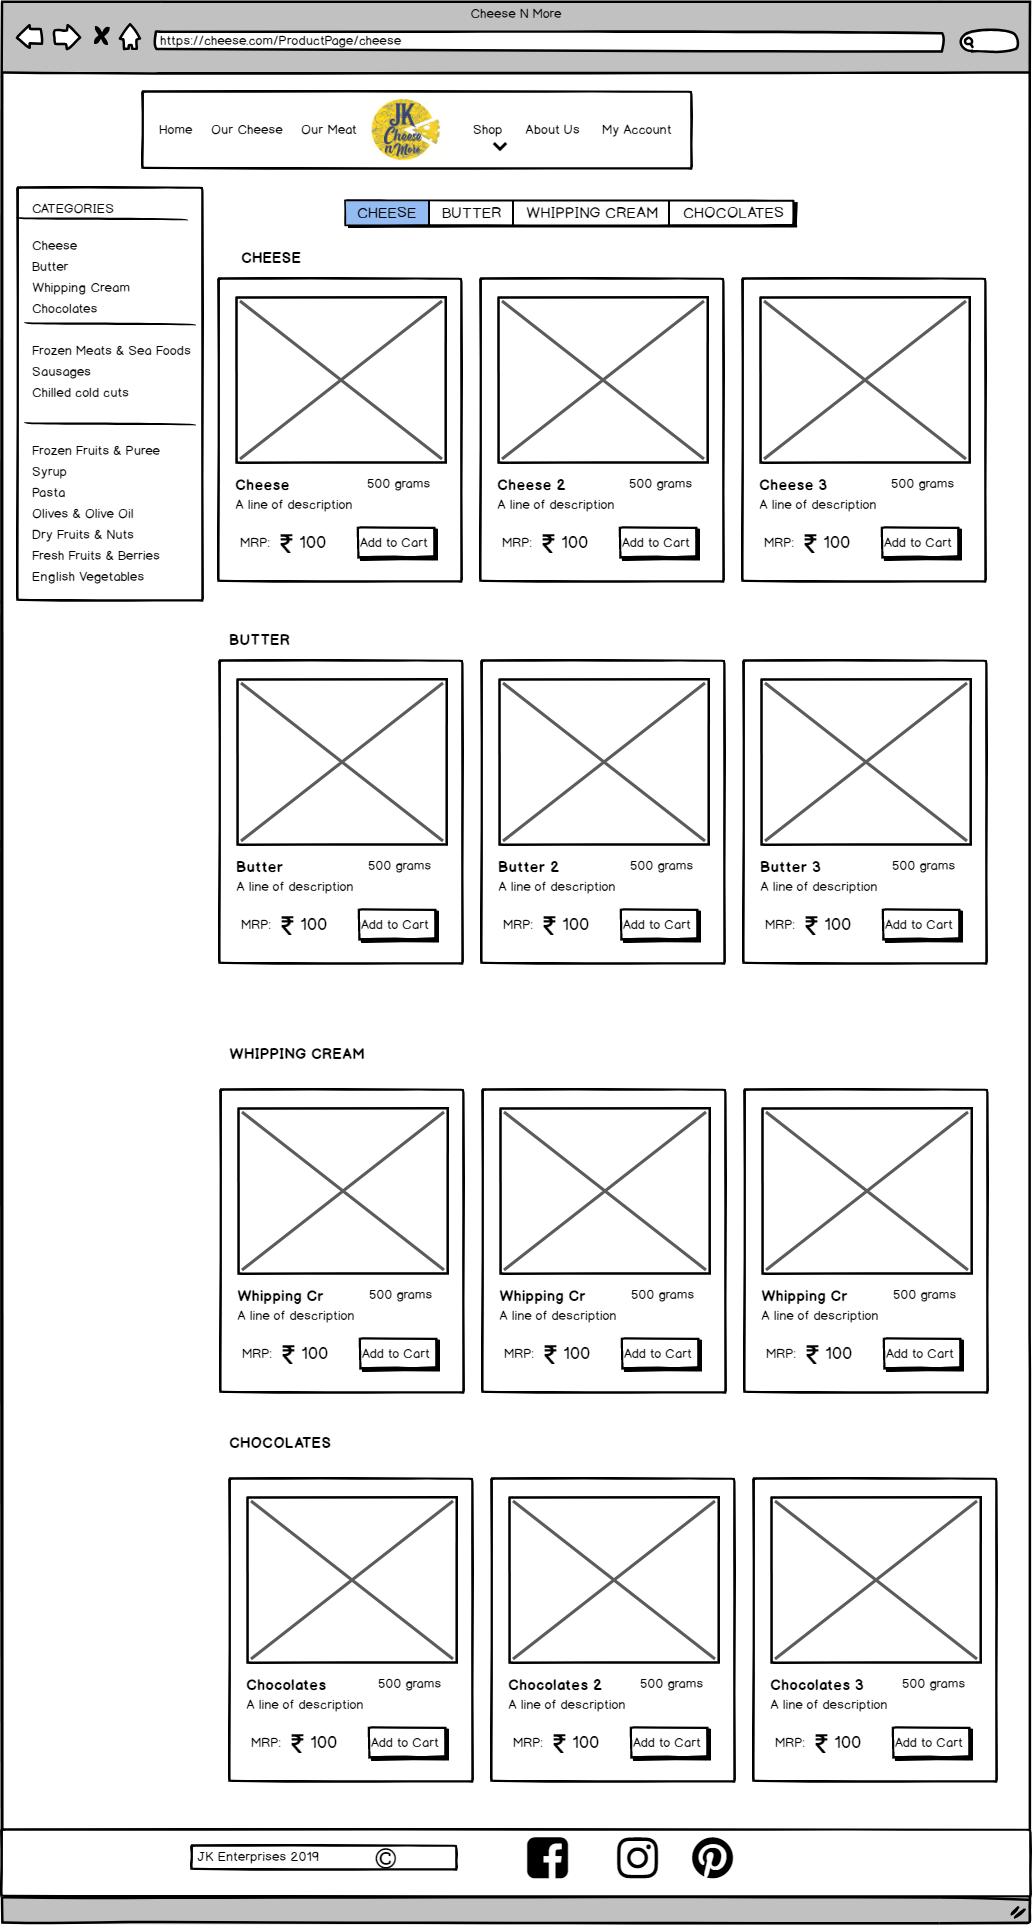 Cheese N More
https://cheese.com/ProductPage/cheese
Home Our Cheese Our Meat JK Cheese n More Shop About Us My Account
CATEGORIES
Cheese
Butter
Whipping Cream
Chocolates
Frozen Meats & Sea Foods
Sausages
Chilled cold cuts
Frozen Fruits & Puree
Syrup
Pasta
Olives & Olive Oil
Dry Fruits & Nuts
Fresh Fruits & Berries
English Vegetables
CHEESE BUTTER WHIPPING CREAM CHOCOLATES
CHEESE
Cheese 500 grams
A line of description
MRP: ₹ 100 Add to Cart
Cheese 2 500 grams
A line of description
MRP: ₹ 100 Add to Cart
Cheese 3 500 grams
A line of description
MRP: ₹ 100 Add to Cart
BUTTER
Butter 500 grams
A line of description
MRP: ₹ 100 Add to Cart
Butter 2 500 grams
A line of description
MRP: ₹ 100 Add to Cart
Butter 3 500 grams
A line of description
MRP: ₹ 100 Add to Cart
WHIPPING CREAM
Whipping Cr 500 grams
A line of description
MRP: ₹ 100 Add to Cart
Whipping Cr 500 grams
A line of description
MRP: ₹ 100 Add to Cart
Whipping Cr 500 grams
A line of description
MRP: ₹ 100 Add to Cart
CHOCOLATES
Chocolates 500 grams
A line of description
MRP: ₹ 100 Add to Cart
Chocolates 2 500 grams
A line of description
MRP: ₹ 100 Add to Cart
Chocolates 3 500 grams
A line of description
MRP: ₹ 100 Add to Cart
JK Enterprises 2019 ©